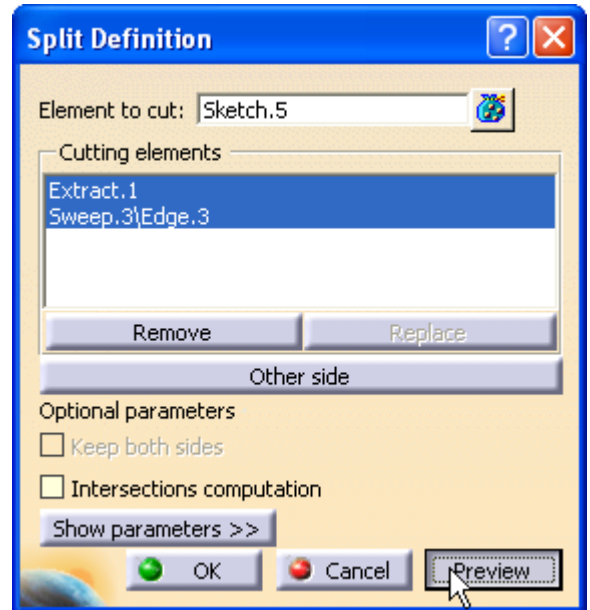 Split Definition
Element to cut: Sketch.5
Cutting elements
Extract.1
Sweep.3\Edge.3
Remove Replace
Other side
Optional parameters
Keep both sides
Intersections computation
Show parameters >>
OK Cancel Preview